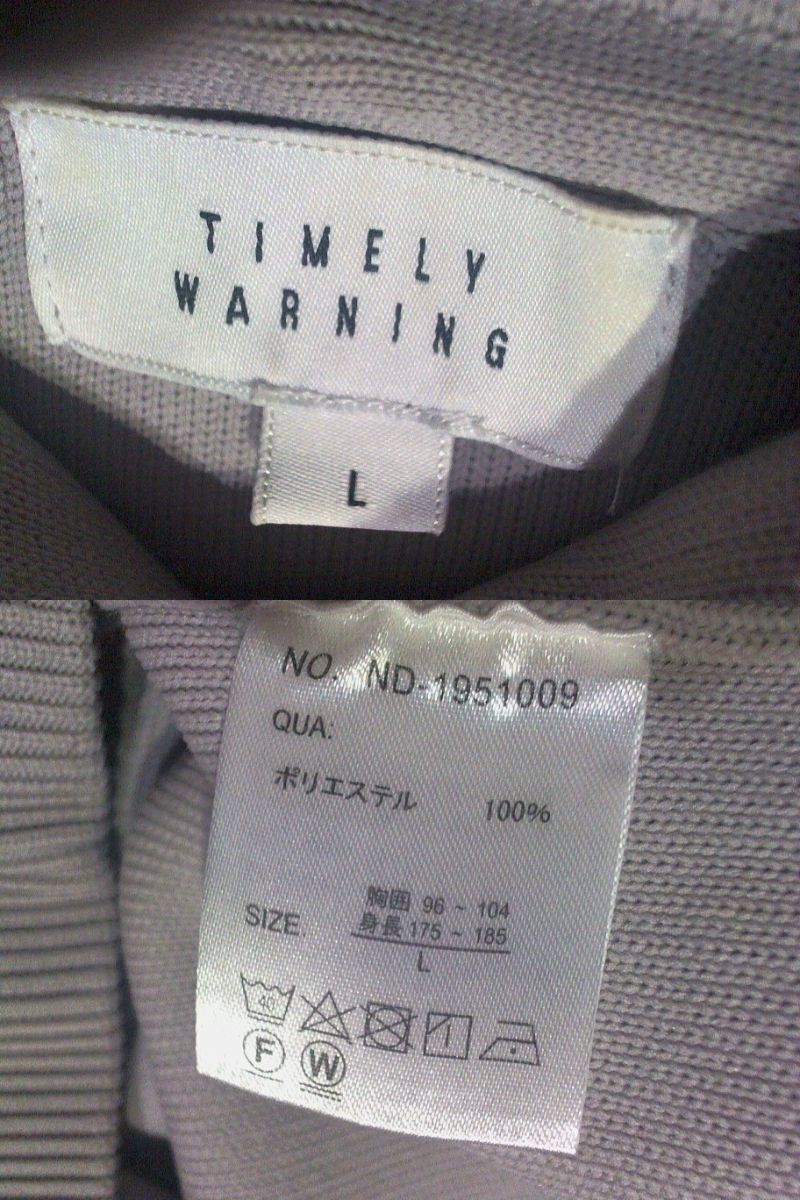 TIMELY
WARNING
L
NO. ND-1951009
QUA:
ポリエステル 100%
胸囲 96 ~ 104
SIZE. 身長 175 ~ 185
L
40
F W